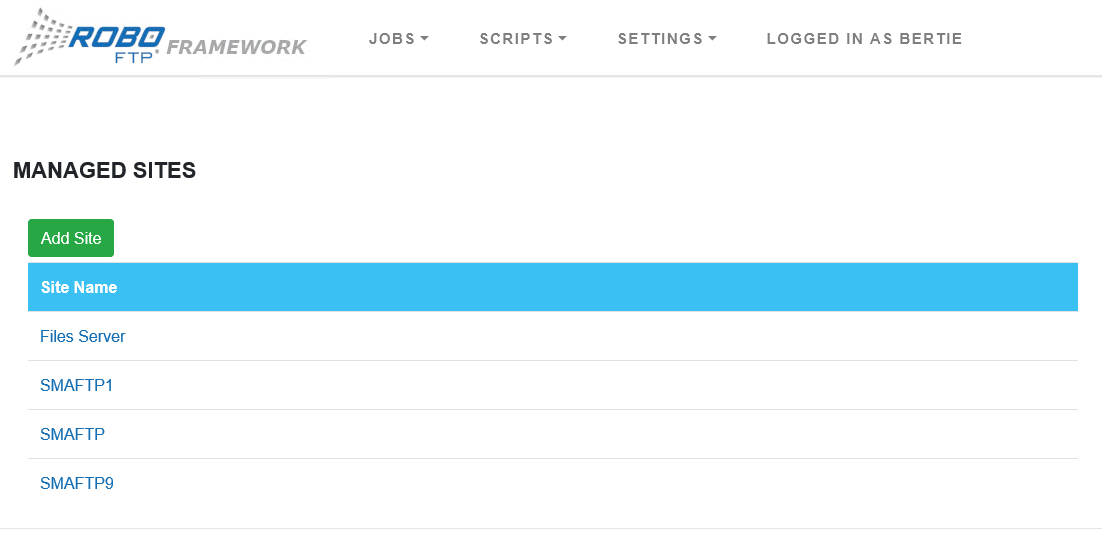 ROBO
FTP®
FRAMEWORK
JOBS
SCRIPTS
SETTINGS
LOGGED IN AS BERTIE
MANAGED SITES
Add Site
Site Name
Files Server
SMAFTP1
SMAFTP
SMAFTP9